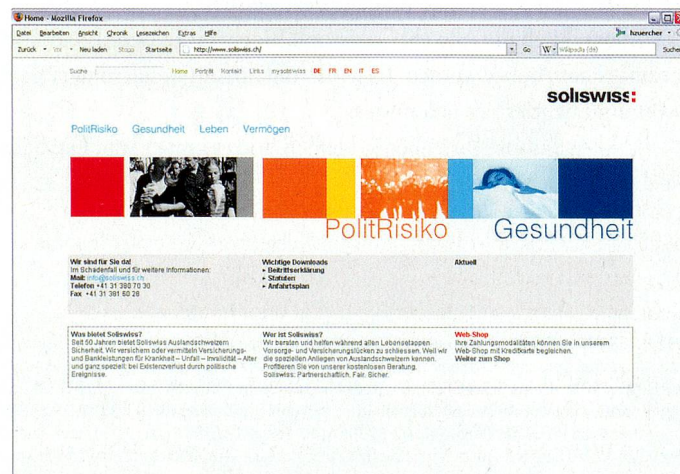 Home - Mozilla Firefox
Datei Bearbeiten Ansicht Chronik Lesezeichen Extras Hilfe hzuercher
Zurück Vor Neu laden Stopp Startseite http://www.soliswiss.ch/ Go W Wikipedia (de) Suche
Suche Home Porträt Kontakt Links mysoliswiss DE FR EN IT ES
soliswiss:
PolitRisiko Gesundheit Leben Vermögen
PolitRisiko Gesundheit
Wir sind für Sie da!
Im Schadenfall und für weitere Informationen:
Mail: info@soliswiss.ch
Telefon +41 31 380 70 30
Fax +41 31 381 60 28
Wichtige Downloads
▸ Beitrittserklärung
▸ Statuten
▸ Anfahrtsplan
Aktuell
Was bietet Soliswiss?
Seit 50 Jahren bietet Soliswiss Auslandschweizern
Sicherheit. Wir versichern oder vermitteln Versicherungs-
und Bankleistungen für Krankheit – Unfall – Invalidität – Alter
und ganz speziell: bei Existenzverlust durch politische
Ereignisse.
Wer ist Soliswiss?
Wir beraten und helfen während allen Lebensetappen
Vorsorge- und Versicherungslücken zu schliessen. Weil wir
die speziellen Anliegen von Auslandschweizern kennen.
Profitieren Sie von unserer kostenlosen Beratung.
Soliswiss: Partnerschaftlich. Fair. Sicher.
Web-Shop
Ihre Zahlungsmodalitäten können Sie in unserem
Web-Shop mit Kreditkarte begleichen.
Weiter zum Shop